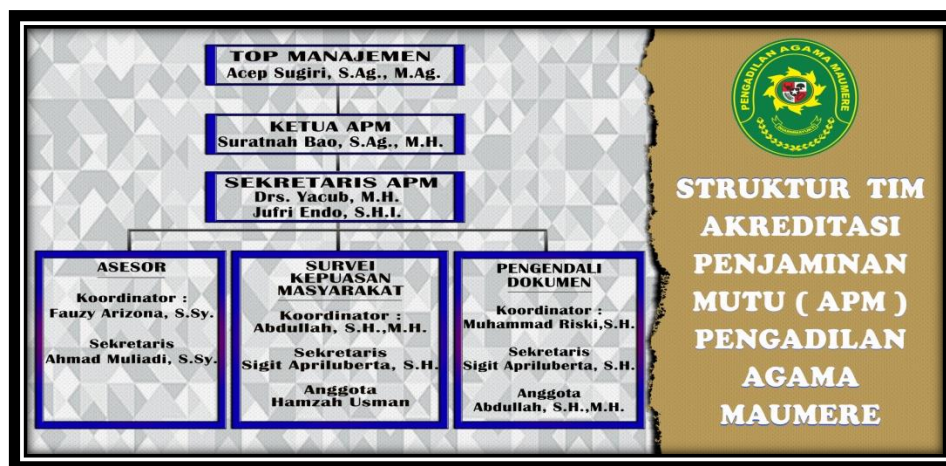 TOP MANAJEMEN
Acep Sugiri, S.Ag., M.Ag.
KETUA APM
Suratnah Bao, S.Ag., M.H.
SEKRETARIS APM
Drs. Yacub, M.H.
Jufri Endo, S.H.I.
ASESOR
Koordinator :
Fauzy Arizona, S.Sy.
Sekretaris
Ahmad Muliadi, S.Sy.
SURVEI
KEPUASAN
MASYARAKAT
Koordinator :
Abdullah, S.H.,M.H.
Sekretaris
Sigit Apriluberta, S.H.
Anggota
Hamzah Usman
PENGENDALI
DOKUMEN
Koordinator :
Muhammad Riski,S.H.
Sekretaris
Sigit Apriluberta, S.H.
Anggota
Abdullah, S.H.,M.H.
PENGADILAN AGAMA MAUMERE
STRUKTUR TIM
AKREDITASI
PENJAMINAN
MUTU ( APM )
PENGADILAN
AGAMA
MAUMERE